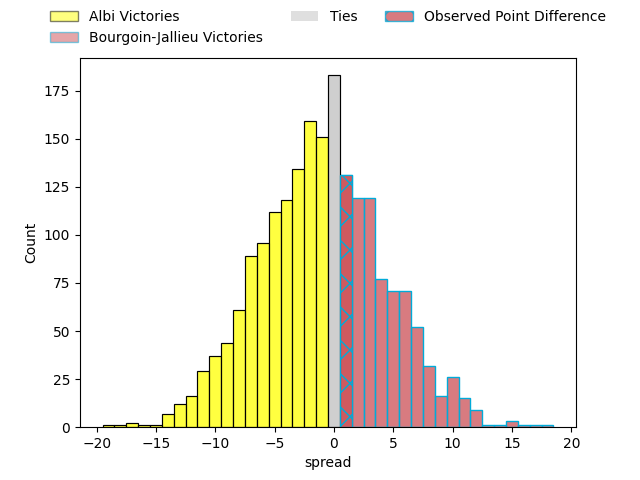 Albi Victories
Bourgoin-Jallieu Victories
Ties
Observed Point Difference
175
150
125
100
75
50
25
0
Count
−20 −15 −10 −5 0 5 10 15 20
spread